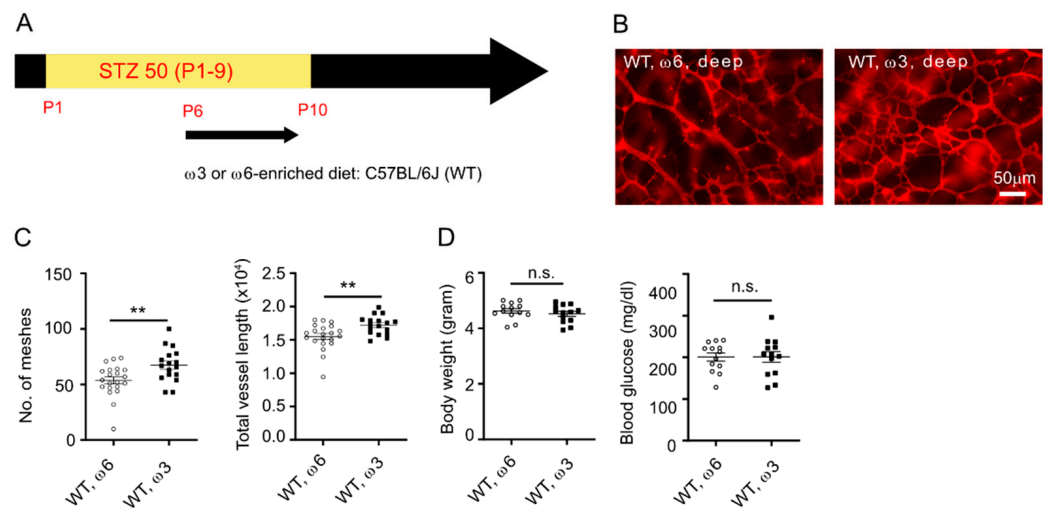 A
STZ 50 (P1-9)
P1
P6
P10
ω3 or ω6-enriched diet: C57BL/6J (WT)
B
WT, ω6, deep
WT, ω3, deep
50μm
C
No. of meshes
150
100
50
0
**
WT, ω6
WT, ω3
Total vessel length (x10⁴)
2.5
2.0
1.5
1.0
0.5
0.0
**
WT, ω6
WT, ω3
D
Body weight (gram)
6
4
2
0
n.s.
WT, ω6
WT, ω3
Blood glucose (mg/dl)
400
300
200
100
0
n.s.
WT, ω6
WT, ω3